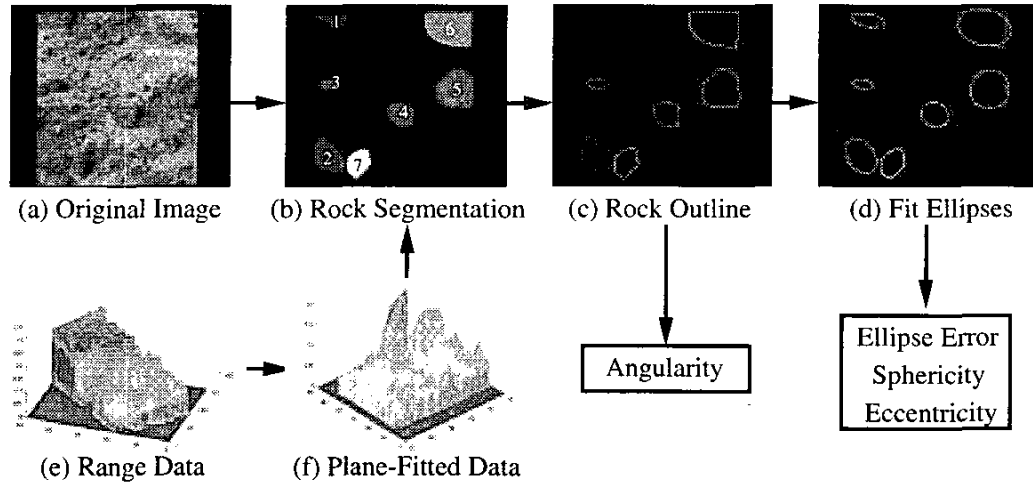 1
6
3
5
4
2
7
(a) Original Image
(b) Rock Segmentation
(c) Rock Outline
(d) Fit Ellipses
Angularity
Ellipse Error
Sphericity
Eccentricity
(e) Range Data
(f) Plane-Fitted Data